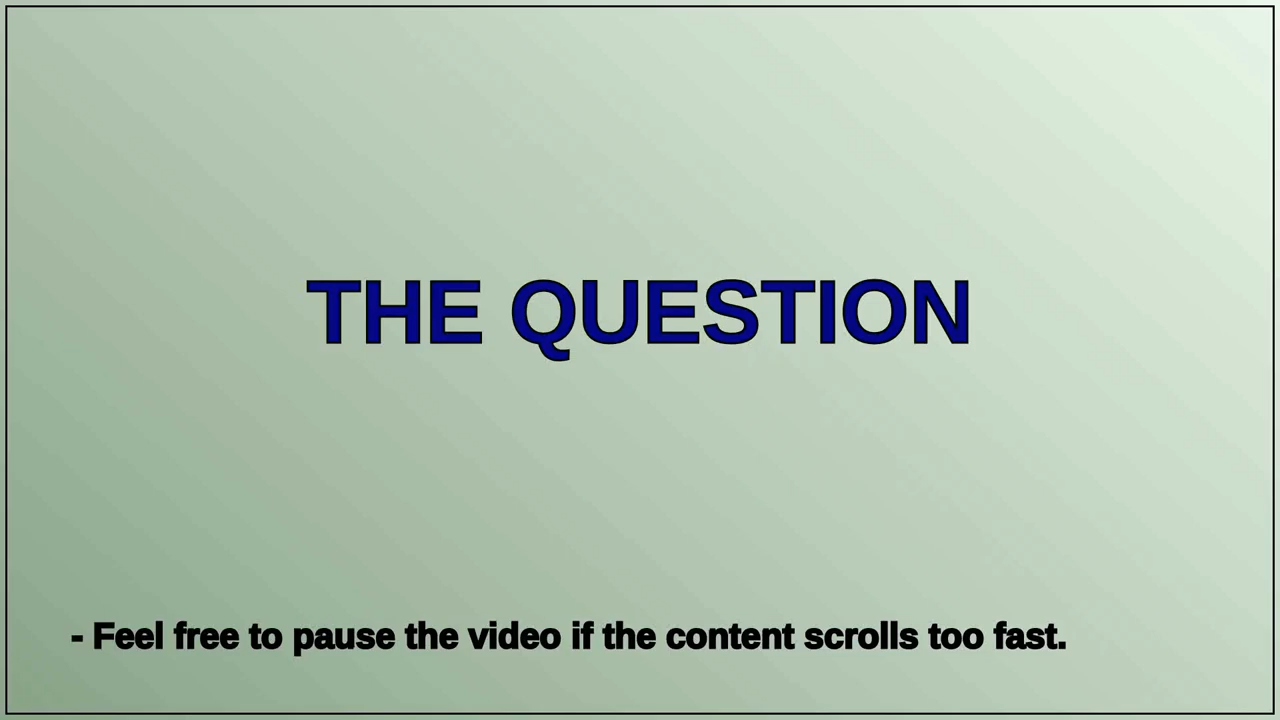 THE QUESTION
- Feel free to pause the video if the content scrolls too fast.